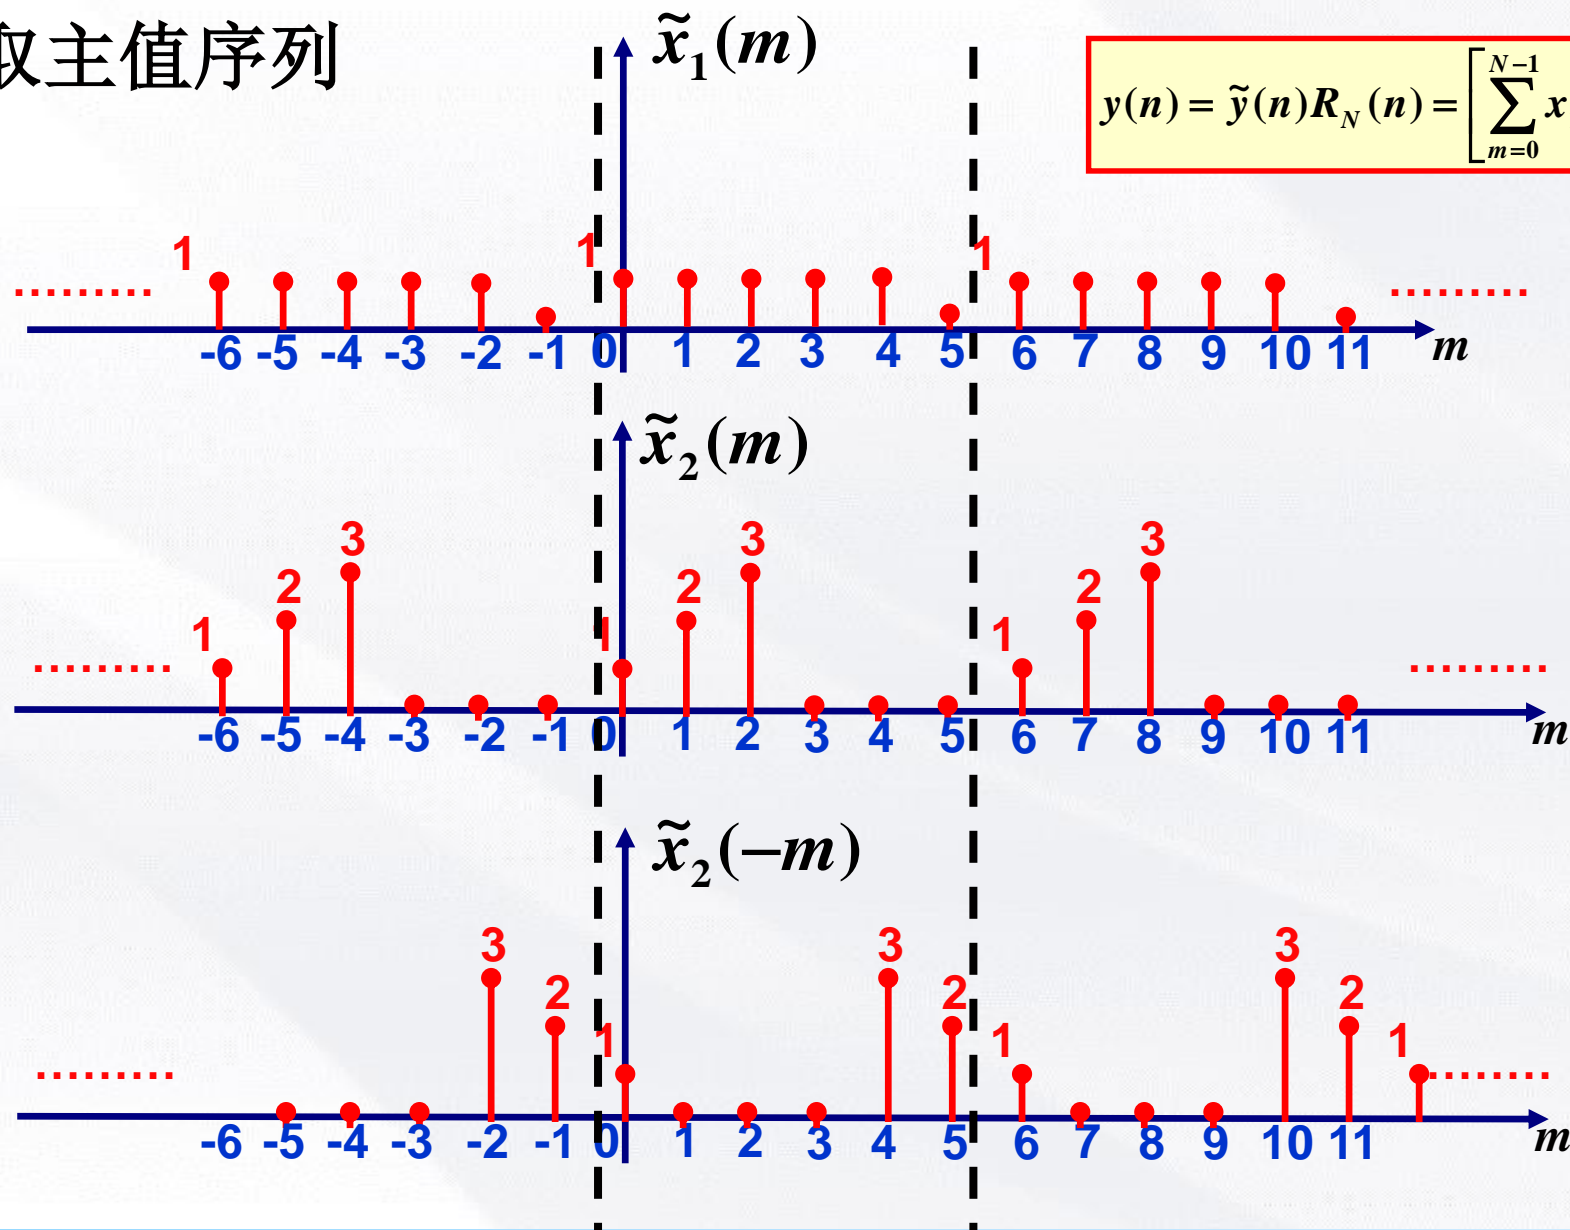 取主值序列
x̃₁(m)
y(n) = ỹ(n)R_N(n) = [∑_{m=0}^{N−1} x
1 1 1
......... .........
-6 -5 -4 -3 -2 -1 0 1 2 3 4 5 6 7 8 9 10 11 m
x̃₂(m)
3 3 3
2 2 2
1 1 1
......... .........
-6 -5 -4 -3 -2 -1 0 1 2 3 4 5 6 7 8 9 10 11 m
x̃₂(−m)
3 3 3
2 2 2
1 1 1
......... ........
-6 -5 -4 -3 -2 -1 0 1 2 3 4 5 6 7 8 9 10 11 m